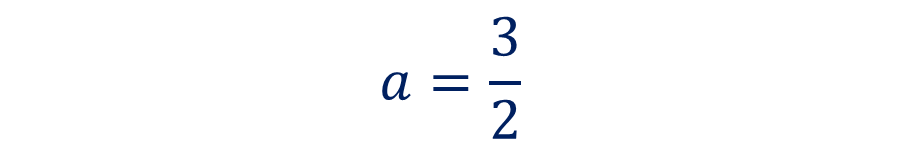 a = 3/2